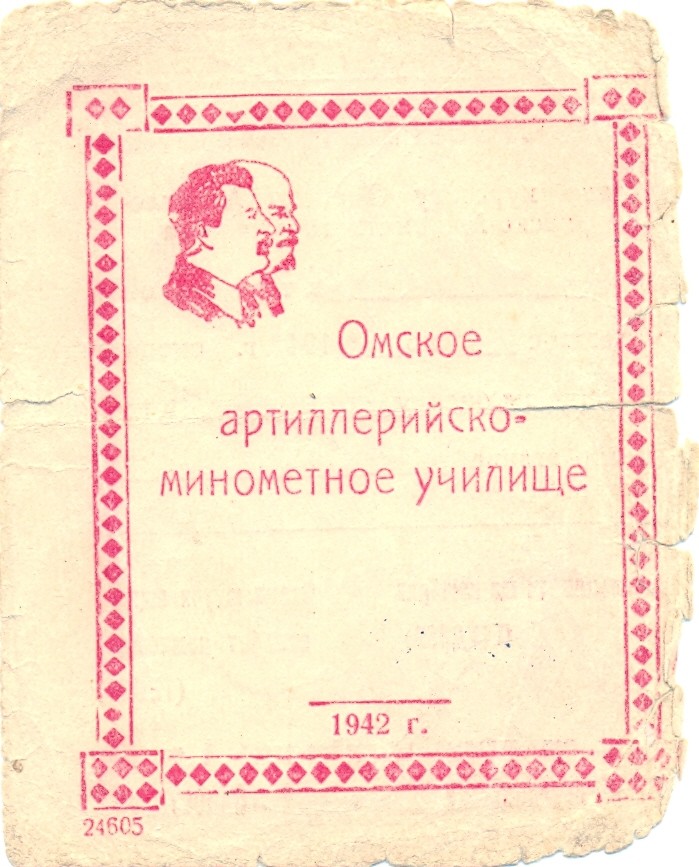 Омское
артиллерийско-
минометное училище
1942 г.
24605